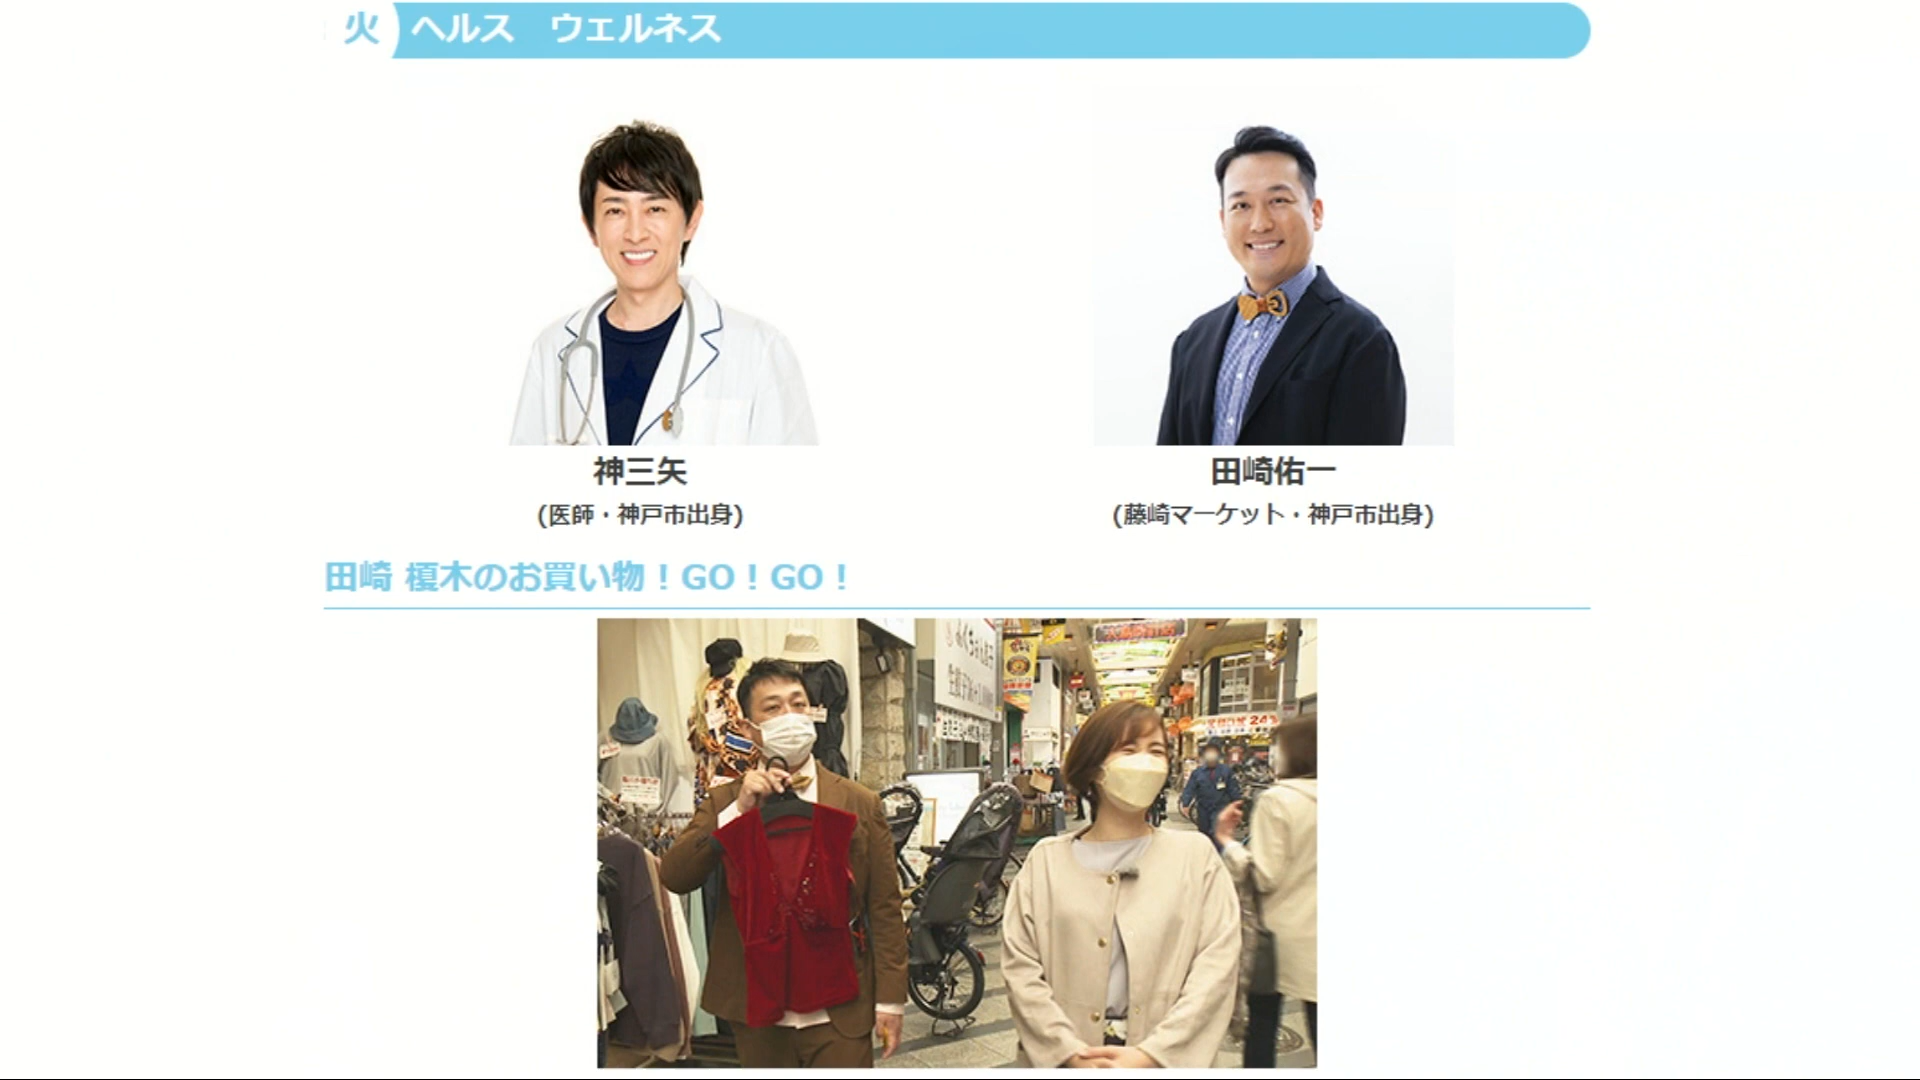 火 ヘルス ウェルネス
神三矢
(医師・神戸市出身)
田崎佑一
(藤崎マーケット・神戸市出身)
田崎 榎木のお買い物！GO！GO！